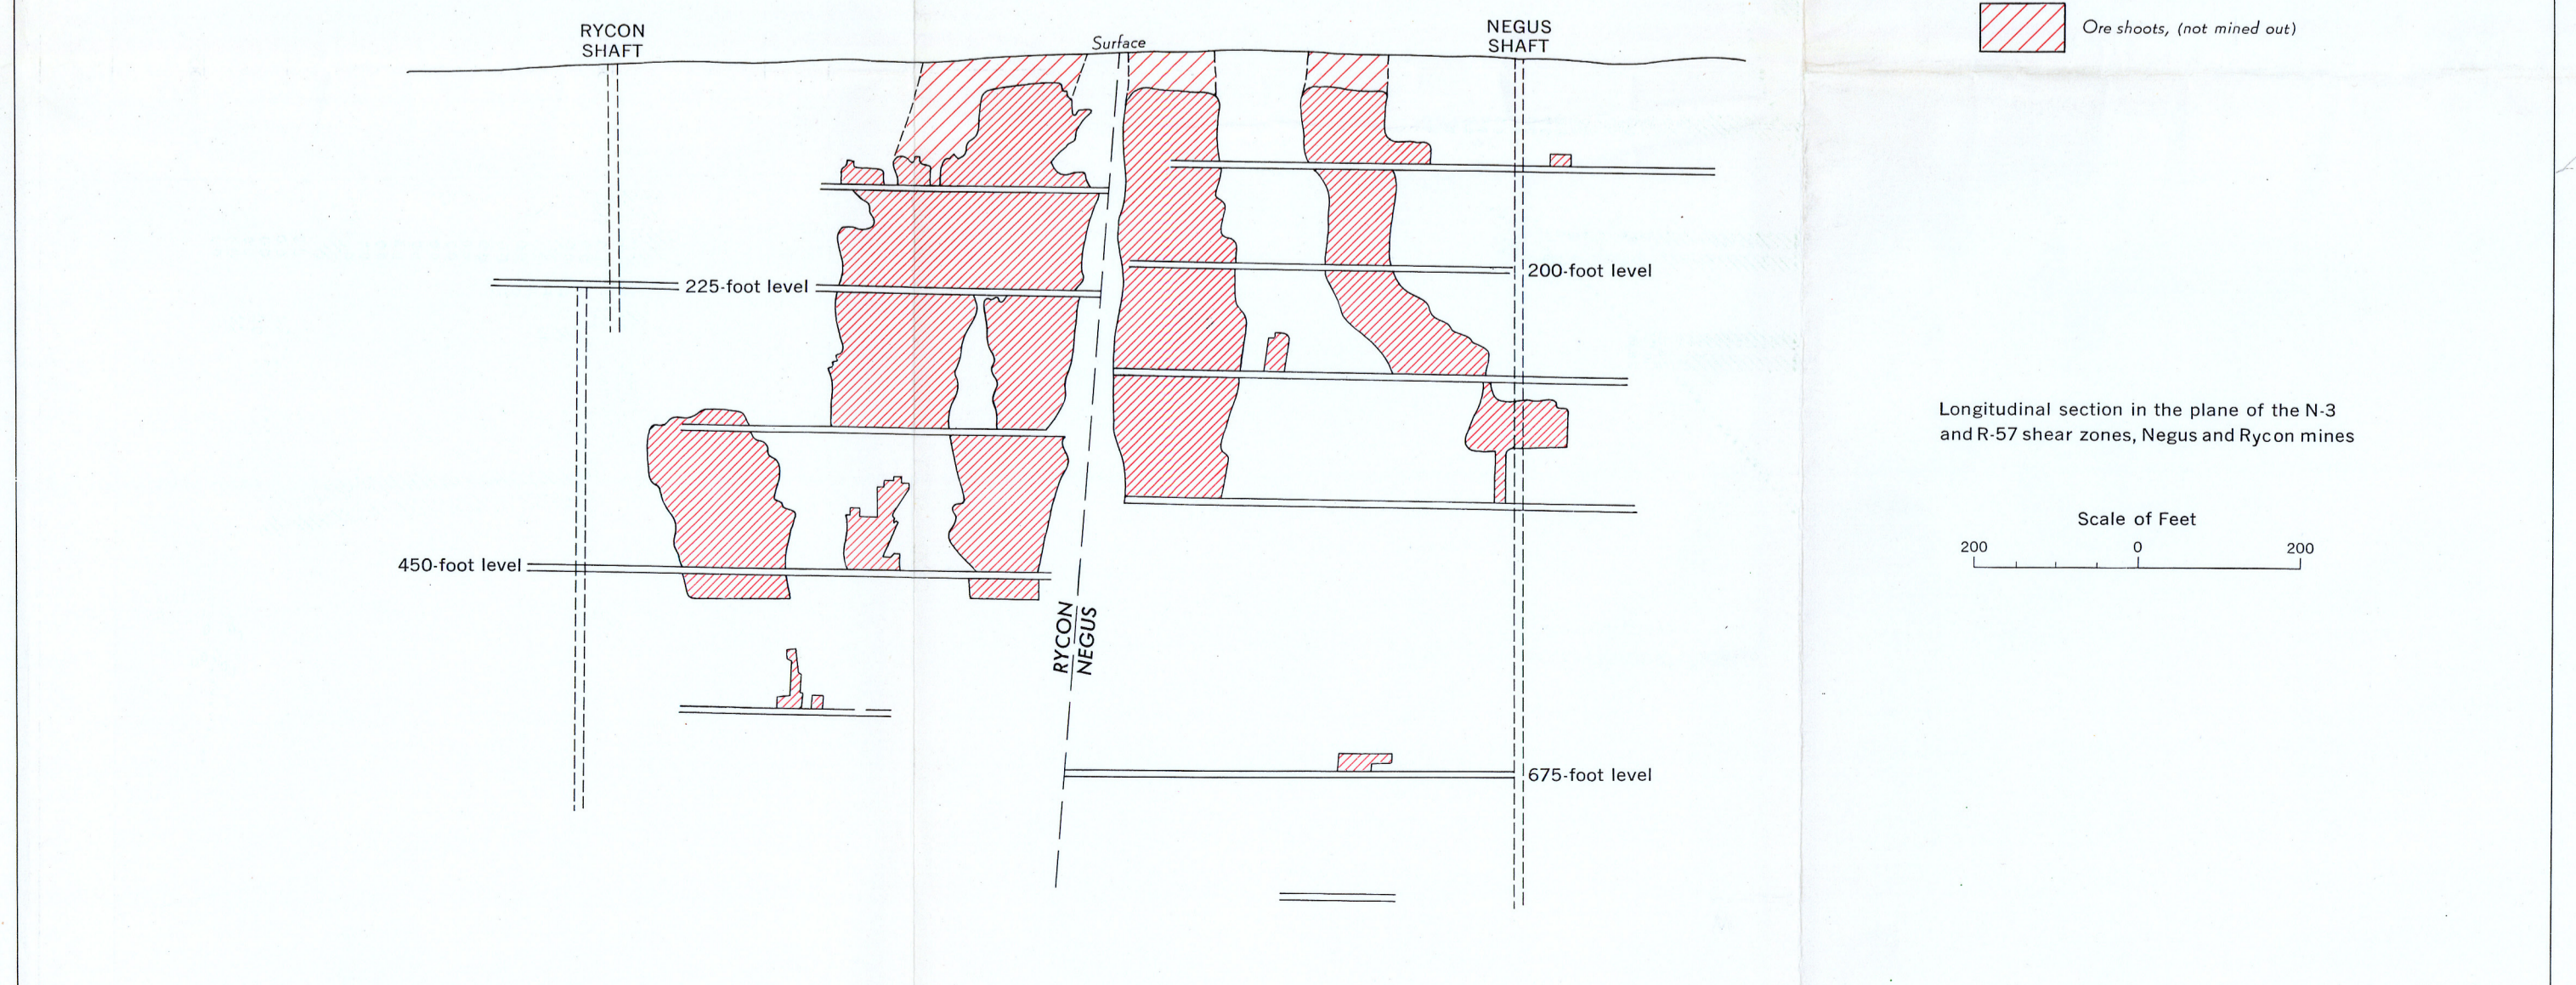 RYCON
SHAFT
Surface
NEGUS
SHAFT
Ore shoots, (not mined out)
225-foot level
200-foot level
Longitudinal section in the plane of the N-3
and R-57 shear zones, Negus and Rycon mines
Scale of Feet
200 0 200
450-foot level
RYCON
NEGUS
675-foot level